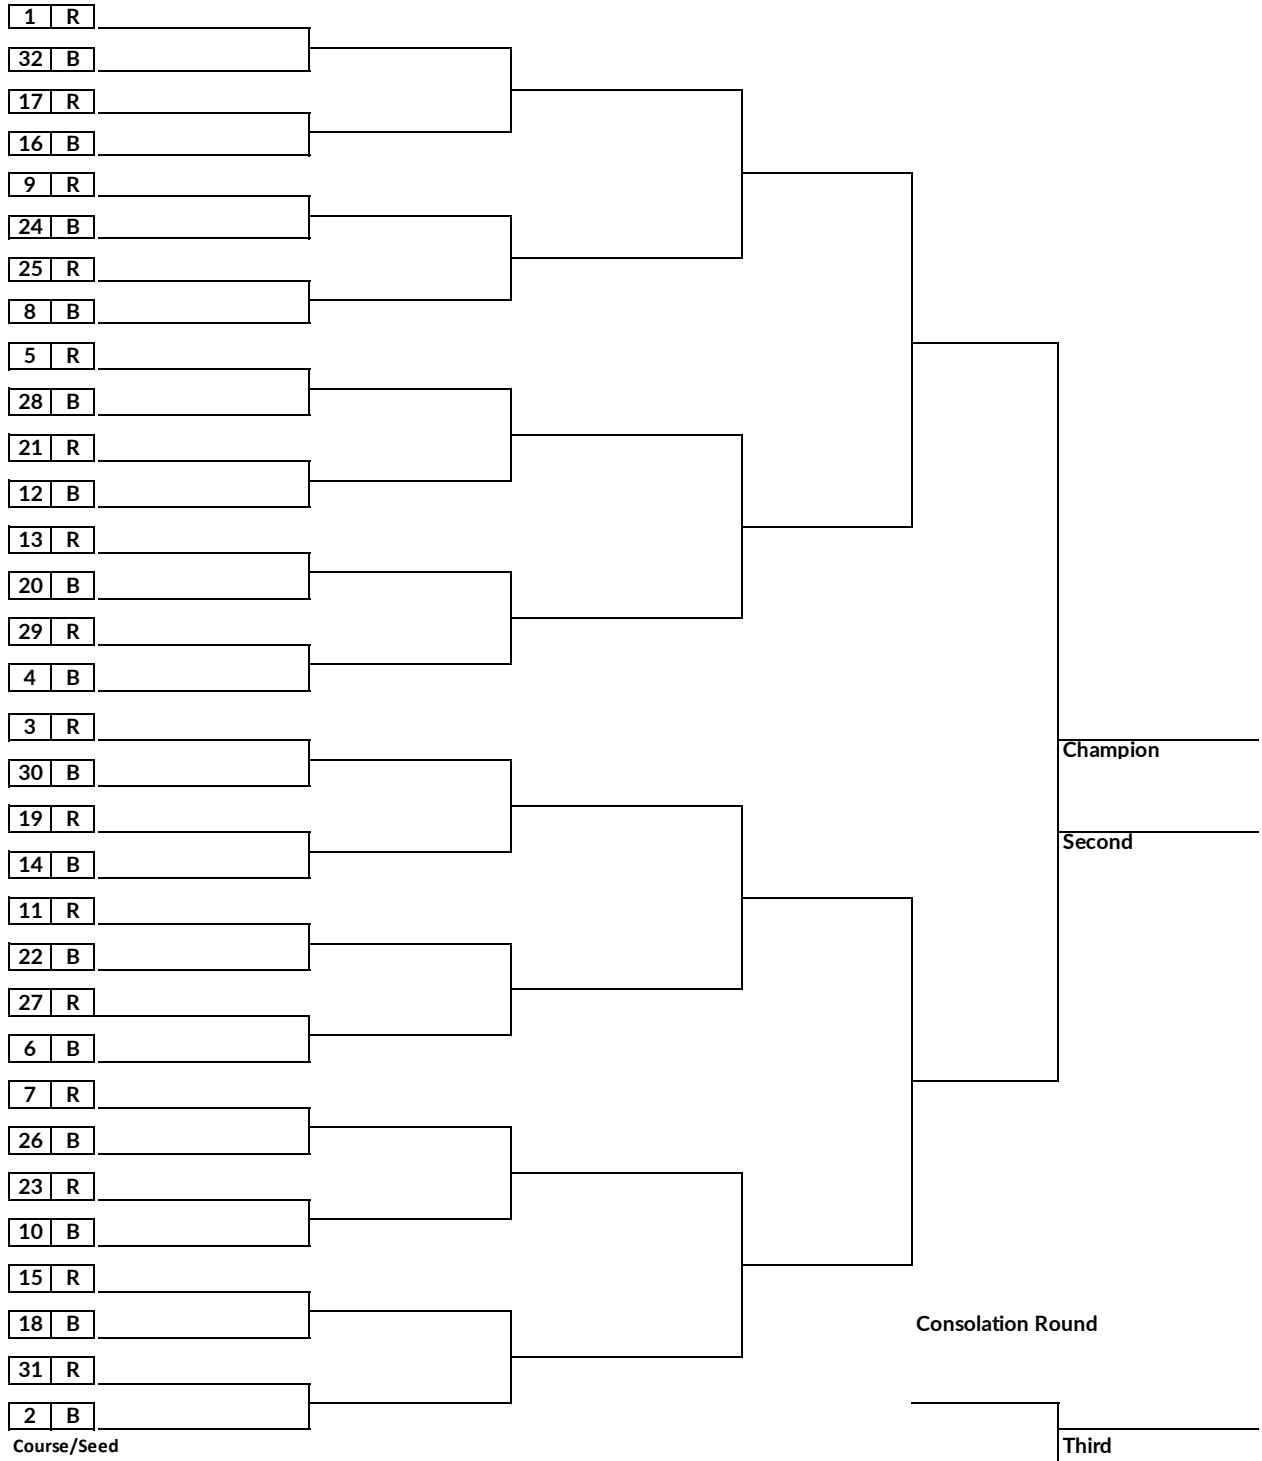 1 R
32 B
17 R
16 B
9 R
24 B
25 R
8 B
5 R
28 B
21 R
12 B
13 R
20 B
29 R
4 B
3 R
Champion
30 B
19 R
Second
14 B
11 R
22 B
27 R
6 B
7 R
26 B
23 R
10 B
15 R
18 B
Consolation Round
31 R
2 B
Course/Seed
Third